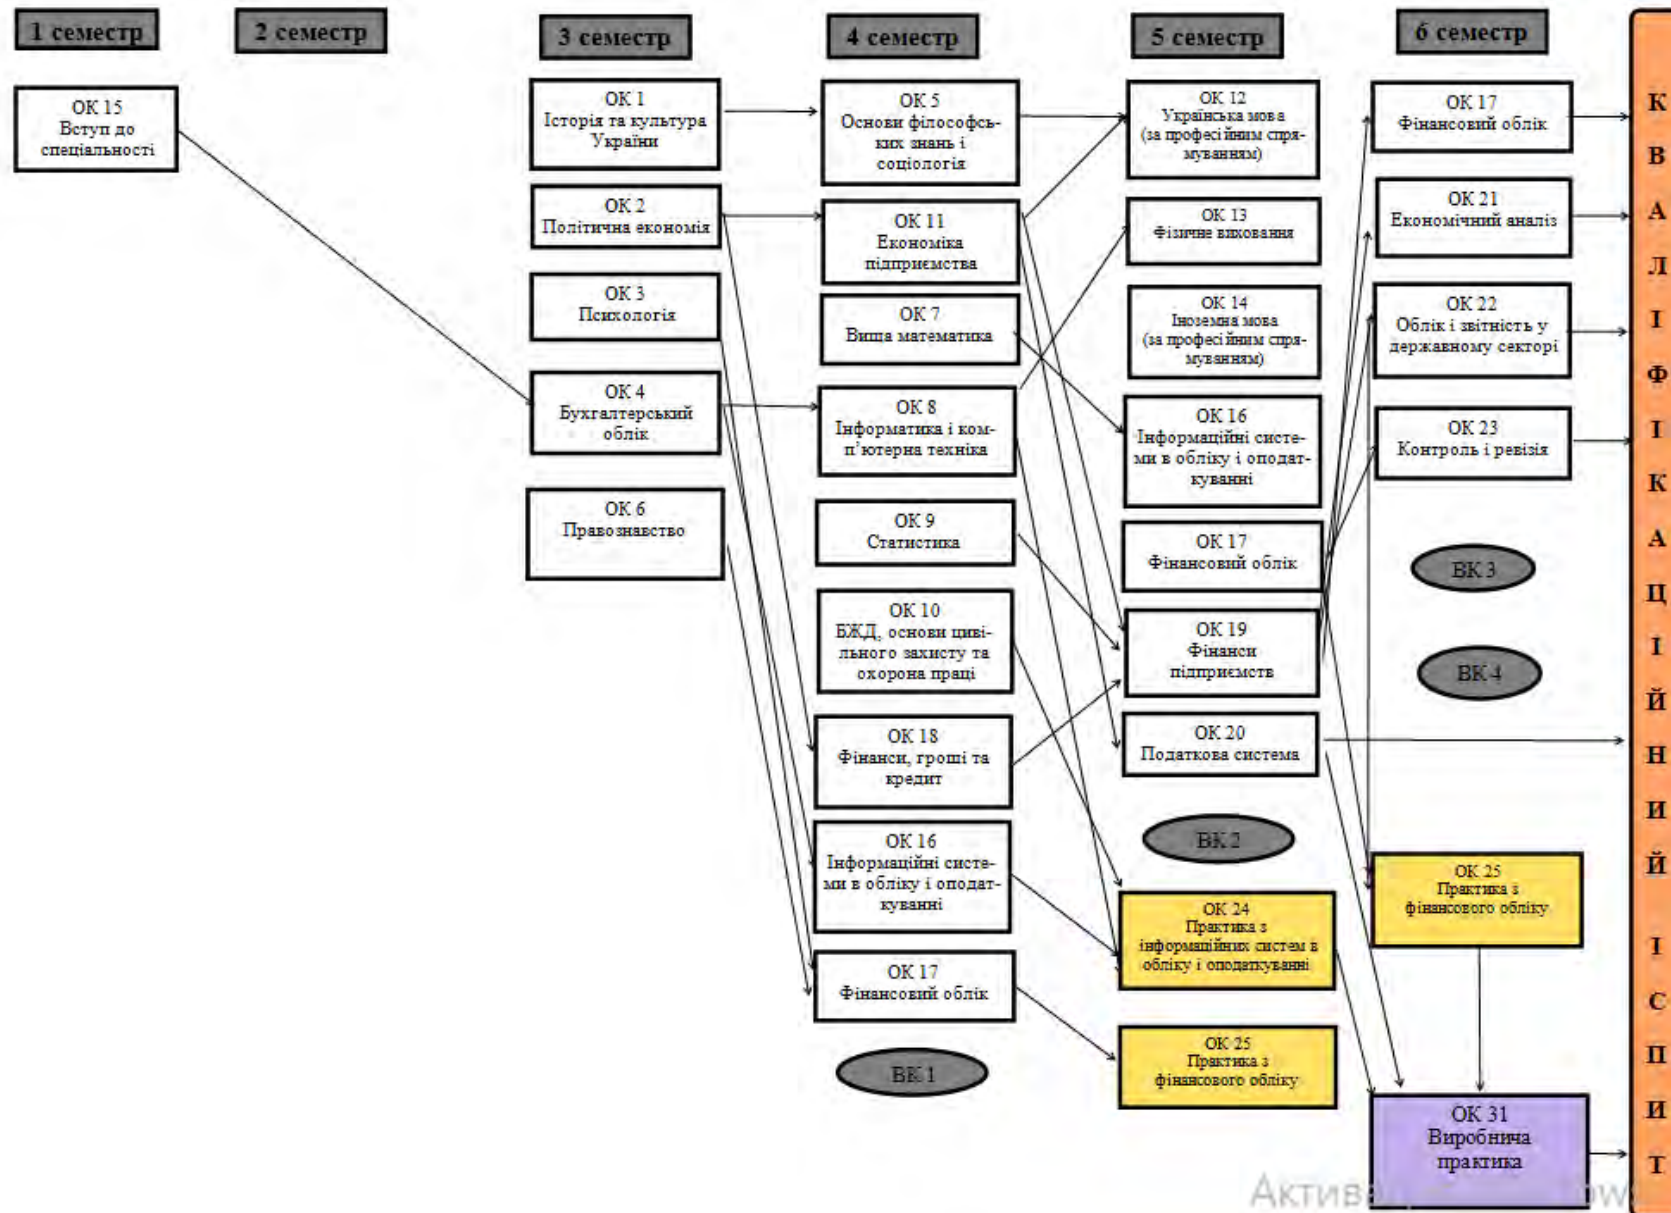 1 семестр
2 семестр
3 семестр
4 семестр
5 семестр
6 семестр
ОК 15
Вступ до
спеціальності
ОК 1
Історія та культура
України
ОК 2
Політична економія
ОК 3
Психологія
ОК 4
Бухгалтерський
облік
ОК 6
Правознавство
ОК 5
Основи філософсь-
ких знань і
соціологія
ОК 11
Економіка
підприємства
ОК 7
Вища математика
ОК 8
Інформатика і ком-
п’ютерна техніка
ОК 9
Статистика
ОК 10
БЖД, основи циві-
льного захисту та
охорона праці
ОК 18
Фінанси, гроші та
кредит
ОК 16
Інформаційні систе-
ми в обліку і оподат-
куванні
ОК 17
Фінансовий облік
ВК 1
ОК 12
Українська мова
(за професійним спря-
муванням)
ОК 13
Фізичне виховання
ОК 14
Іноземна мова
(за професійним спря-
муванням)
ОК 16
Інформаційні систе-
ми в обліку і оподат-
куванні
ОК 17
Фінансовий облік
ОК 19
Фінанси
підприємств
ОК 20
Податкова система
ВК 2
ОК 24
Практика з
інформаційних систем в
обліку і оподаткуванні
ОК 25
Практика з
фінансового обліку
ОК 17
Фінансовий облік
ОК 21
Економічний аналіз
ОК 22
Облік і звітність у
державному секторі
ОК 23
Контроль і ревізія
ВК 3
ВК 4
ОК 25
Практика з
фінансового обліку
ОК 31
Виробнича
практика
КВАЛІФІКАЦІЙНИЙ ІСПИТ